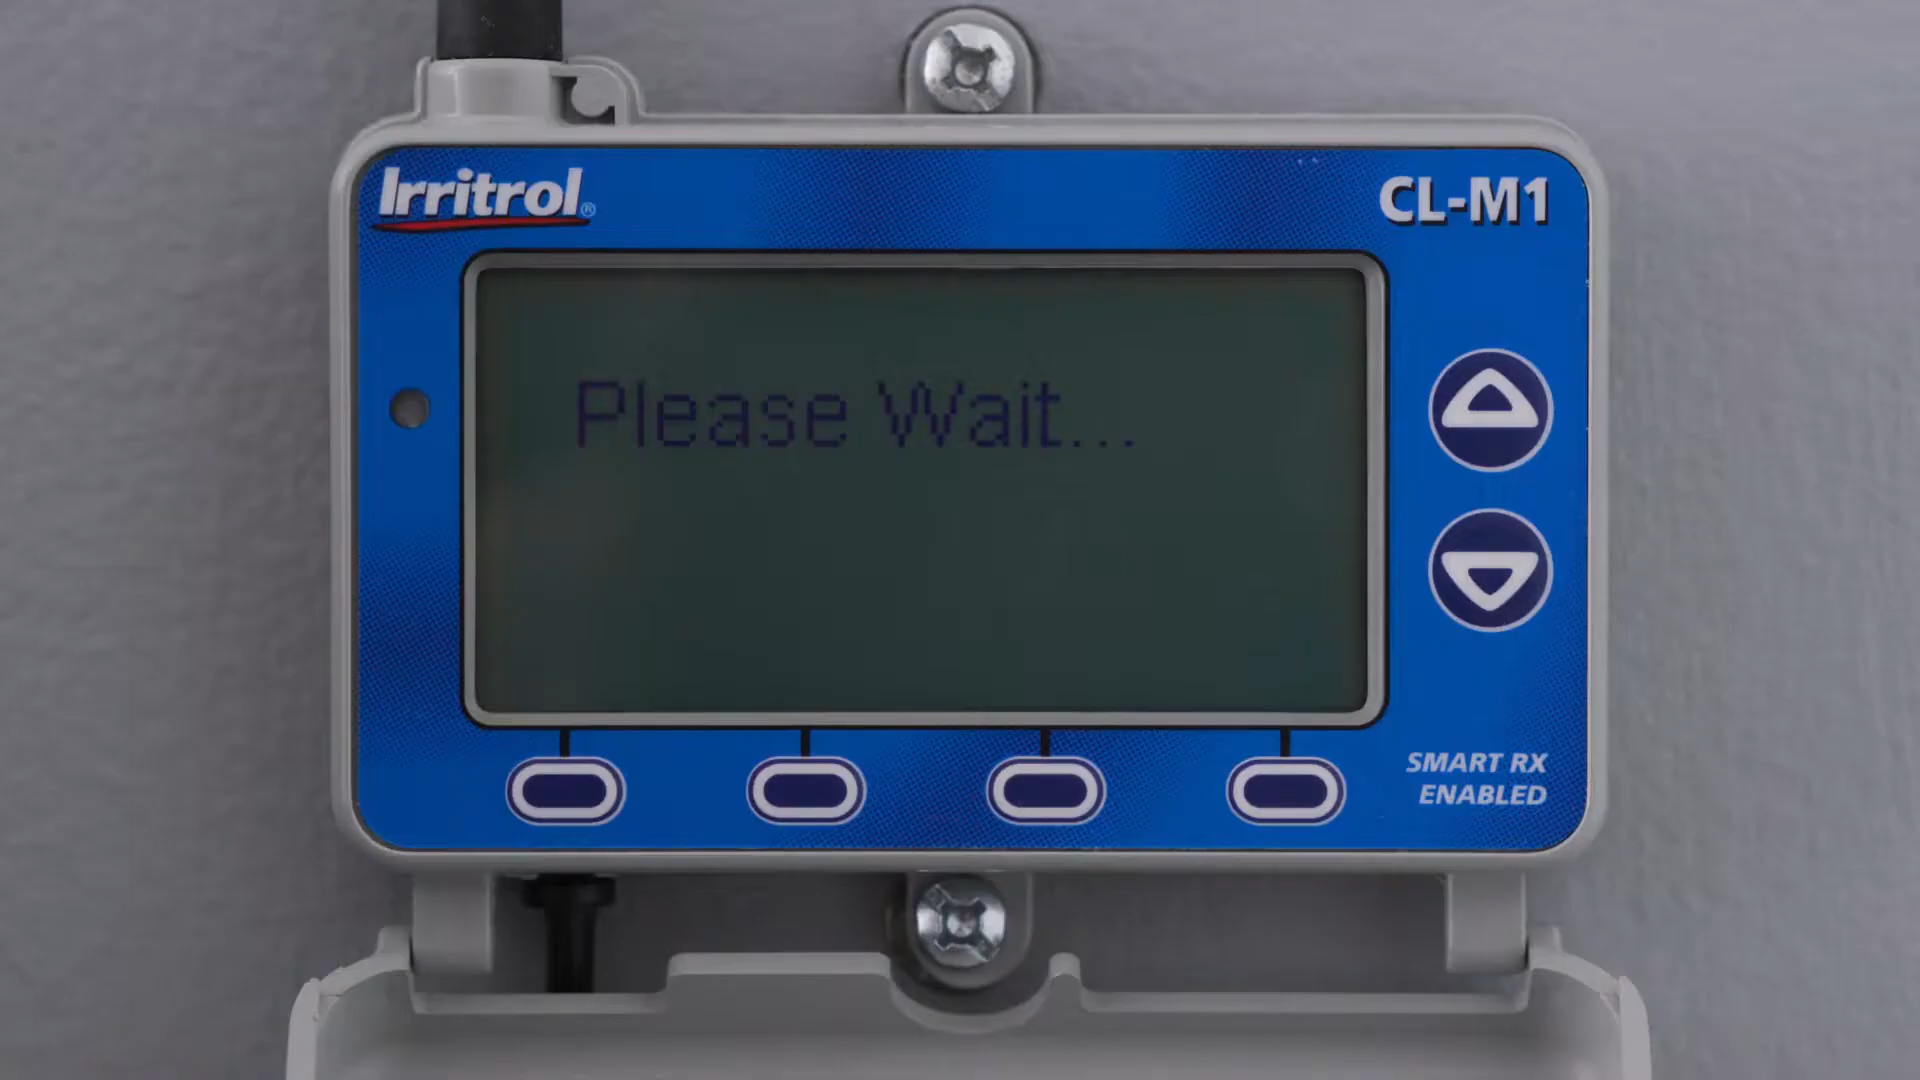 Irritrol®
CL-M1
Please Wait...
SMART RX
ENABLED